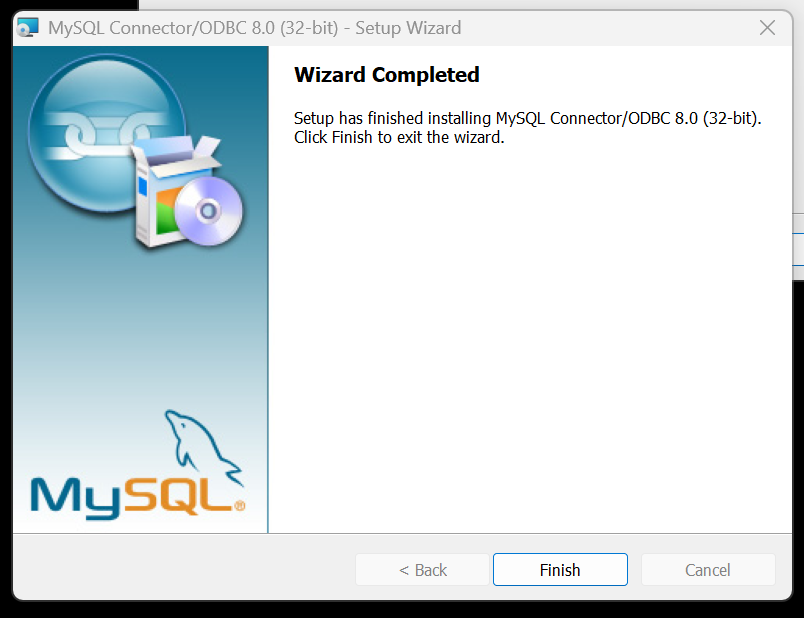 MySQL Connector/ODBC 8.0 (32-bit) - Setup Wizard
Wizard Completed
Setup has finished installing MySQL Connector/ODBC 8.0 (32-bit).
Click Finish to exit the wizard.
MySQL®
< Back
Finish
Cancel